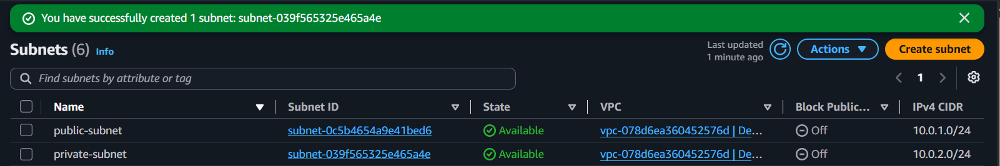 You have successfully created 1 subnet: subnet-039f565325e465a4e
Subnets (6) Info
Last updated
1 minute ago
Actions
Create subnet
Find subnets by attribute or tag
1
Name Subnet ID State VPC Block Public... IPv4 CIDR
public-subnet subnet-0c5b4654a9e41bed6 Available vpc-078d6ea360452576d | De... Off 10.0.1.0/24
private-subnet subnet-039f565325e465a4e Available vpc-078d6ea360452576d | De... Off 10.0.2.0/24